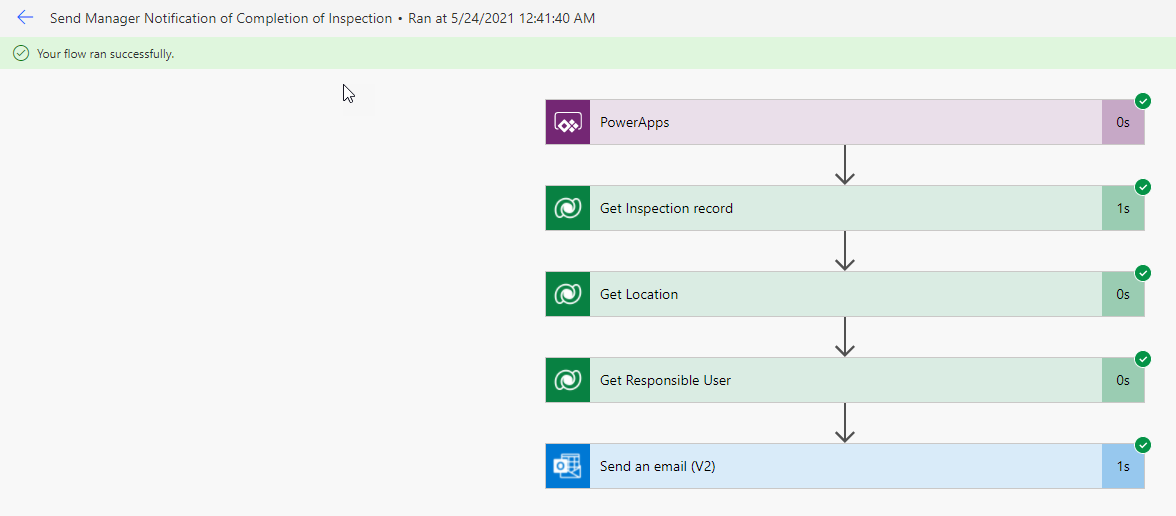 Send Manager Notification of Completion of Inspection • Ran at 5/24/2021 12:41:40 AM
Your flow ran successfully.
PowerApps 0s
Get Inspection record 1s
Get Location 0s
Get Responsible User 0s
Send an email (V2) 1s